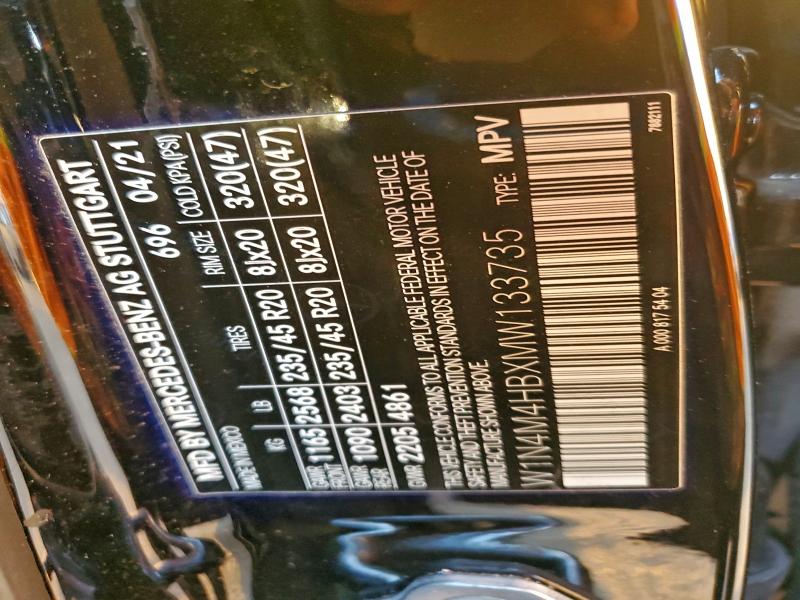 MFD BY MERCEDES-BENZ AG STUTTGART
MADE IN MEXICO 696 04/21
KG LB TIRES RIM SIZE COLD KPA(PSI)
GAWR FRONT 1165 2568 235/45 R20 8Jx20 320(47)
GAWR REAR 1090 2403 235/45 R20 8Jx20 320(47)
GVWR 2205 4861
THIS VEHICLE CONFORMS TO ALL APPLICABLE FEDERAL MOTOR VEHICLE
SAFETY AND THEFT PREVENTION STANDARDS IN EFFECT ON THE DATE OF
MANUFACTURE SHOWN ABOVE.
W1N4M4HBXMW133735 TYPE: MPV
A 000 817 54 04 7082111